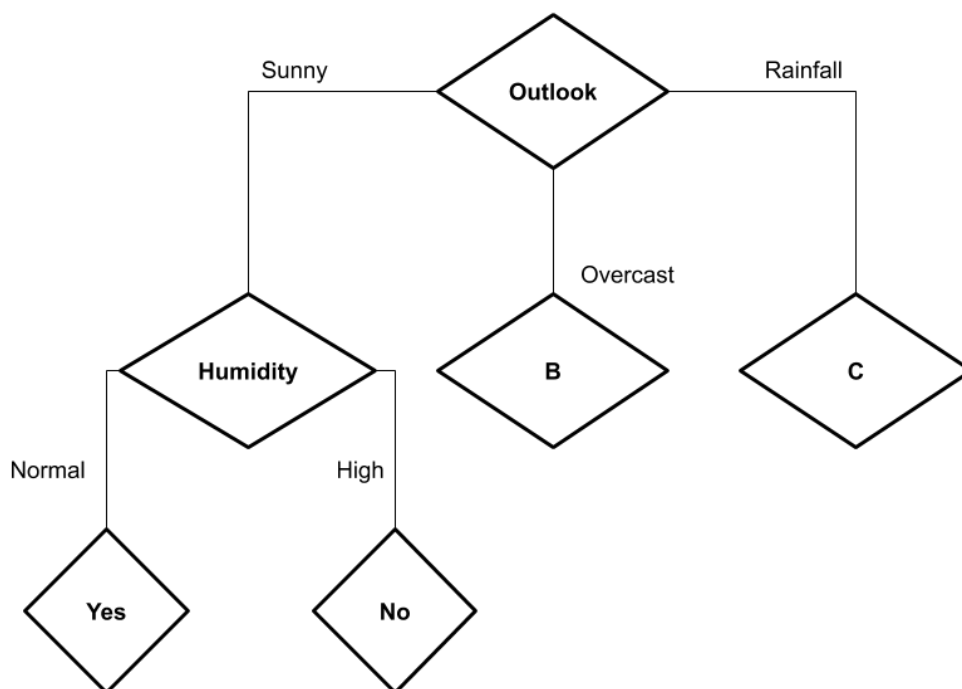 Sunny
Rainfall
Outlook
Overcast
Humidity
B
C
Normal
High
Yes
No